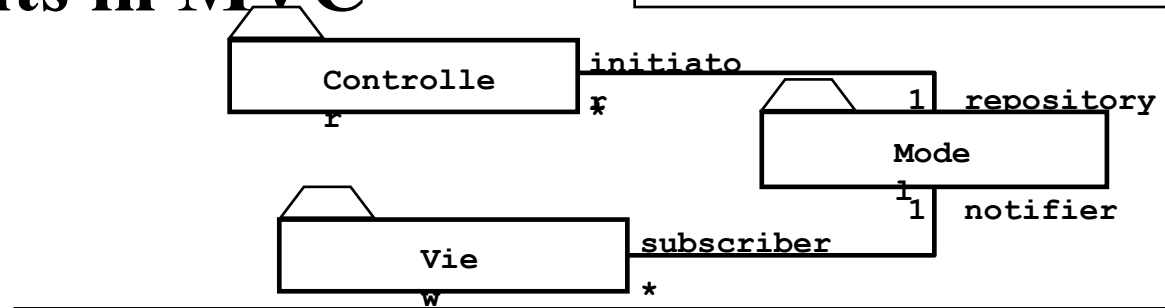 ts in MVC
initiato
r
*
Controlle
r
1 repository
Mode
l
1 notifier
subscriber
*
Vie
w